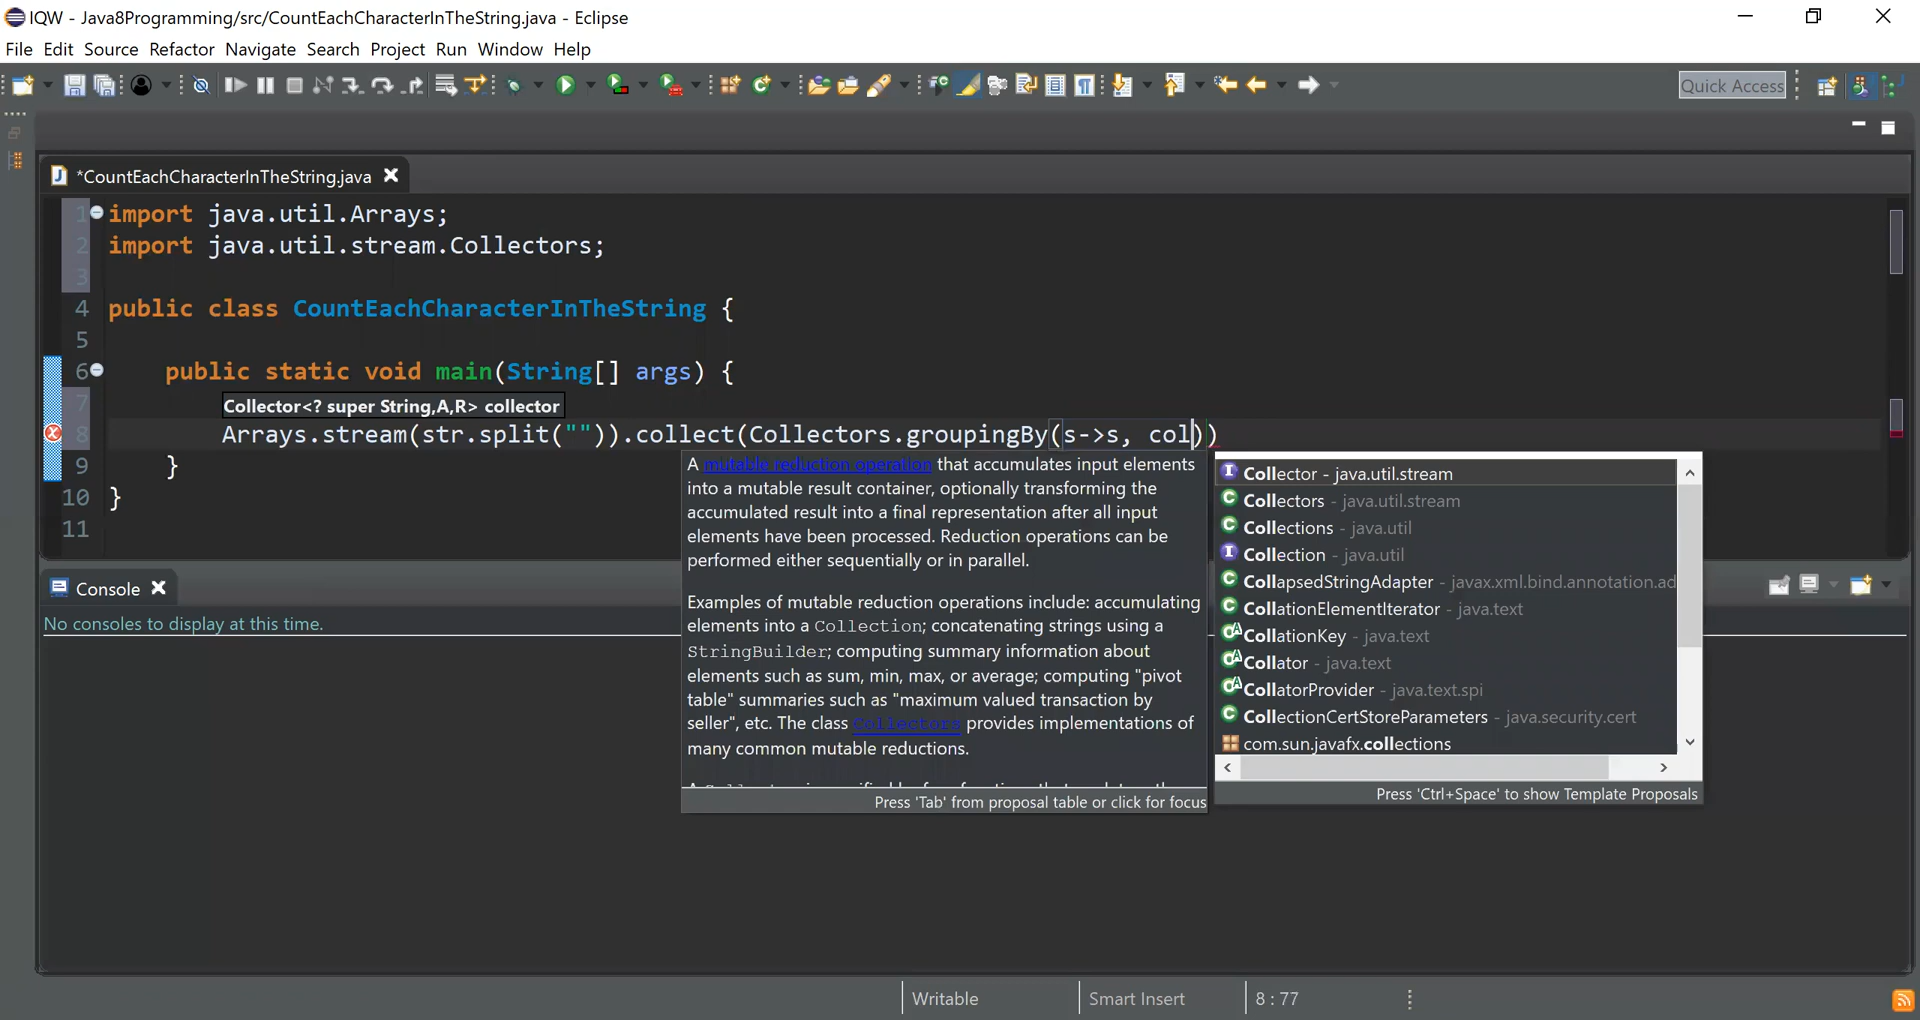 IQW - Java8Programming/src/CountEachCharacterInTheString.java - Eclipse
File Edit Source Refactor Navigate Search Project Run Window Help
Quick Access
*CountEachCharacterInTheString.java
1 import java.util.Arrays;
2 import java.util.stream.Collectors;
3
4 public class CountEachCharacterInTheString {
5
6 public static void main(String[] args) {
7
Collector<? super String,A,R> collector
8 Arrays.stream(str.split("")).collect(Collectors.groupingBy(s->s, col))
9 }
10 }
11
A mutable reduction operation that accumulates input elements
into a mutable result container, optionally transforming the
accumulated result into a final representation after all input
elements have been processed. Reduction operations can be
performed either sequentially or in parallel.
Examples of mutable reduction operations include: accumulating
elements into a Collection; concatenating strings using a
StringBuilder; computing summary information about
elements such as sum, min, max, or average; computing "pivot
table" summaries such as "maximum valued transaction by
seller", etc. The class Collectors provides implementations of
many common mutable reductions.
Press 'Tab' from proposal table or click for focus
Collector - java.util.stream
Collectors - java.util.stream
Collections - java.util
Collection - java.util
CollapsedStringAdapter - javax.xml.bind.annotation.ad
CollationElementIterator - java.text
CollationKey - java.text
Collator - java.text
CollatorProvider - java.text.spi
CollectionCertStoreParameters - java.security.cert
com.sun.javafx.collections
Press 'Ctrl+Space' to show Template Proposals
Console
No consoles to display at this time.
Writable
Smart Insert
8 : 77